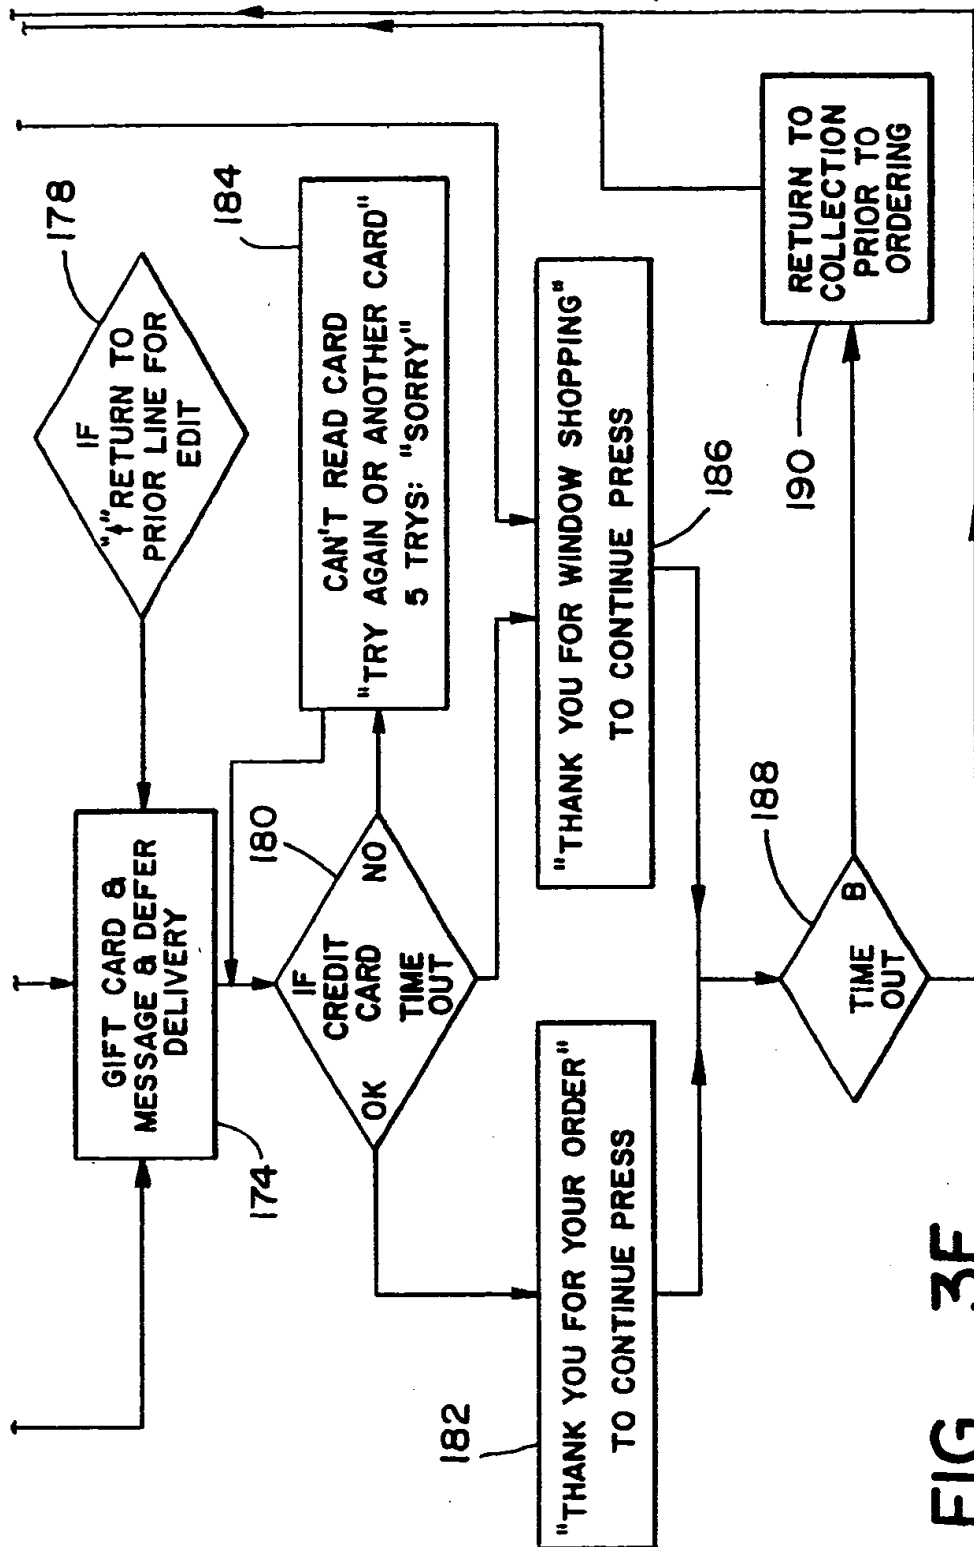 IF
"↑" RETURN TO
PRIOR LINE FOR
EDIT
178
GIFT CARD &
MESSAGE & DEFER
DELIVERY
174
CAN'T READ CARD
"TRY AGAIN OR ANOTHER CARD"
5 TRYS: "SORRY"
184
IF
CREDIT
CARD
TIME
OUT
OK
NO
180
"THANK YOU FOR YOUR ORDER"
TO CONTINUE PRESS
182
"THANK YOU FOR WINDOW SHOPPING"
TO CONTINUE PRESS
186
TIME
OUT
B
188
RETURN TO
COLLECTION
PRIOR TO
ORDERING
190
FIG.